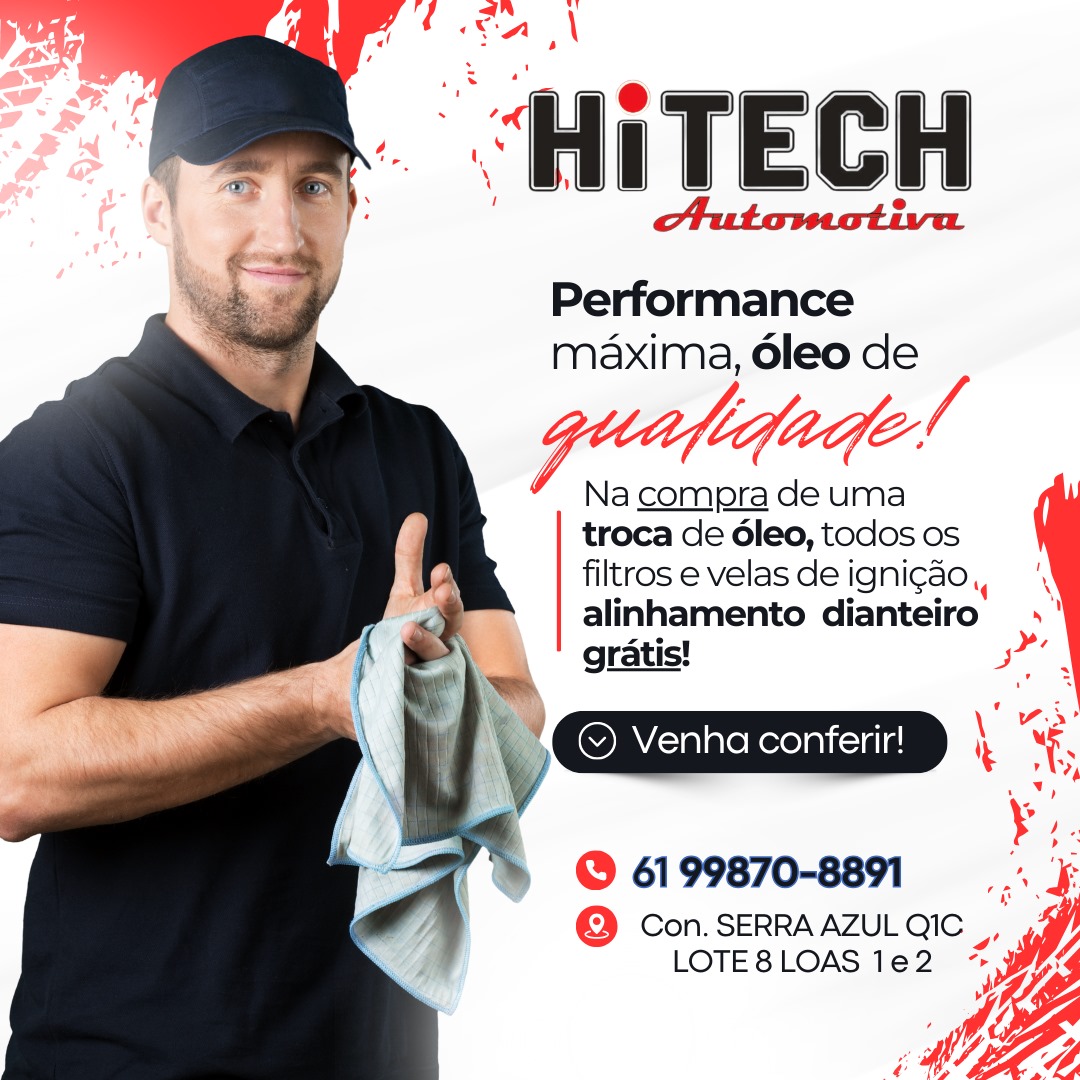 HiTECH
Automotiva
Performance
máxima, óleo de
qualidade!
Na compra de uma
troca de óleo, todos os
filtros e velas de ignição
alinhamento dianteiro
grátis!
Venha conferir!
61 99870-8891
Con. SERRA AZUL Q1C
LOTE 8 LOAS 1 e 2